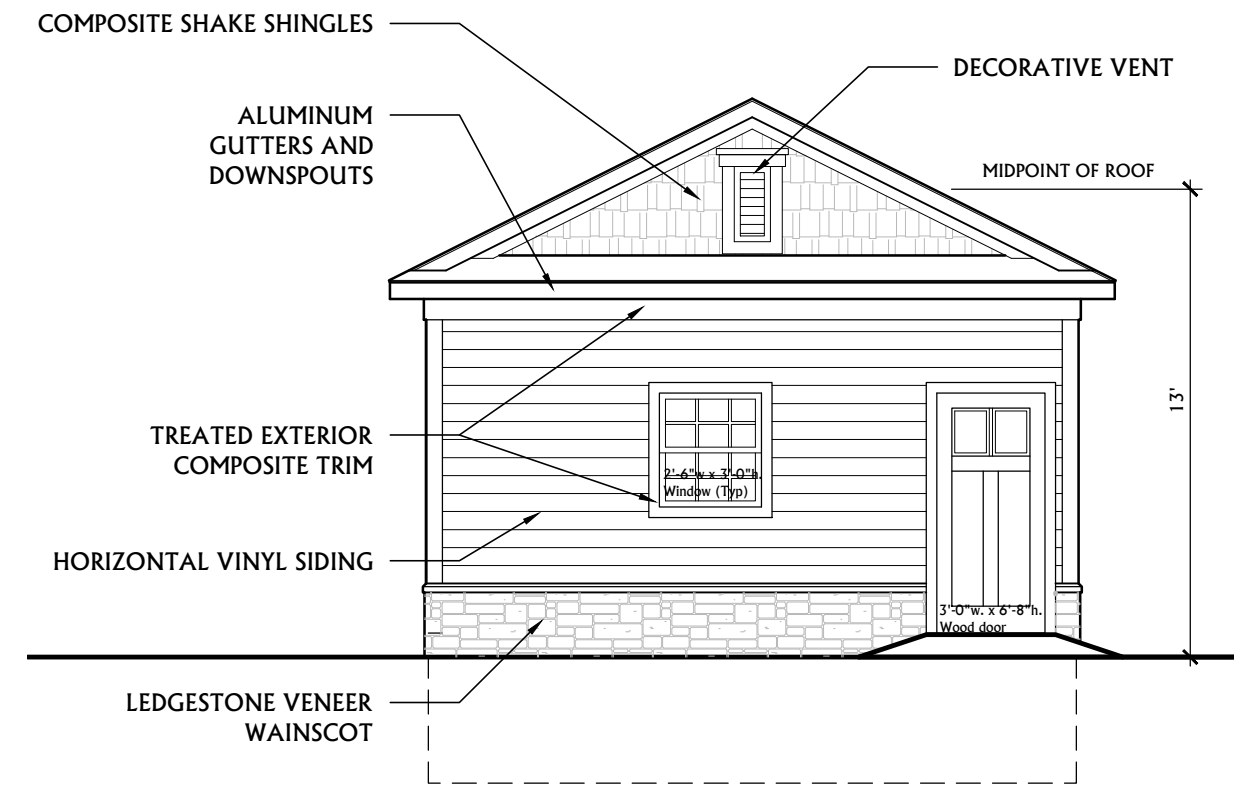 COMPOSITE SHAKE SHINGLES
DECORATIVE VENT
ALUMINUM
GUTTERS AND
DOWNSPOUTS
MIDPOINT OF ROOF
13'
TREATED EXTERIOR
COMPOSITE TRIM
2'-6"w x 3'-0"h.
Window (Typ)
HORIZONTAL VINYL SIDING
3'-0"w. x 6'-8"h.
Wood door
LEDGESTONE VENEER
WAINSCOT